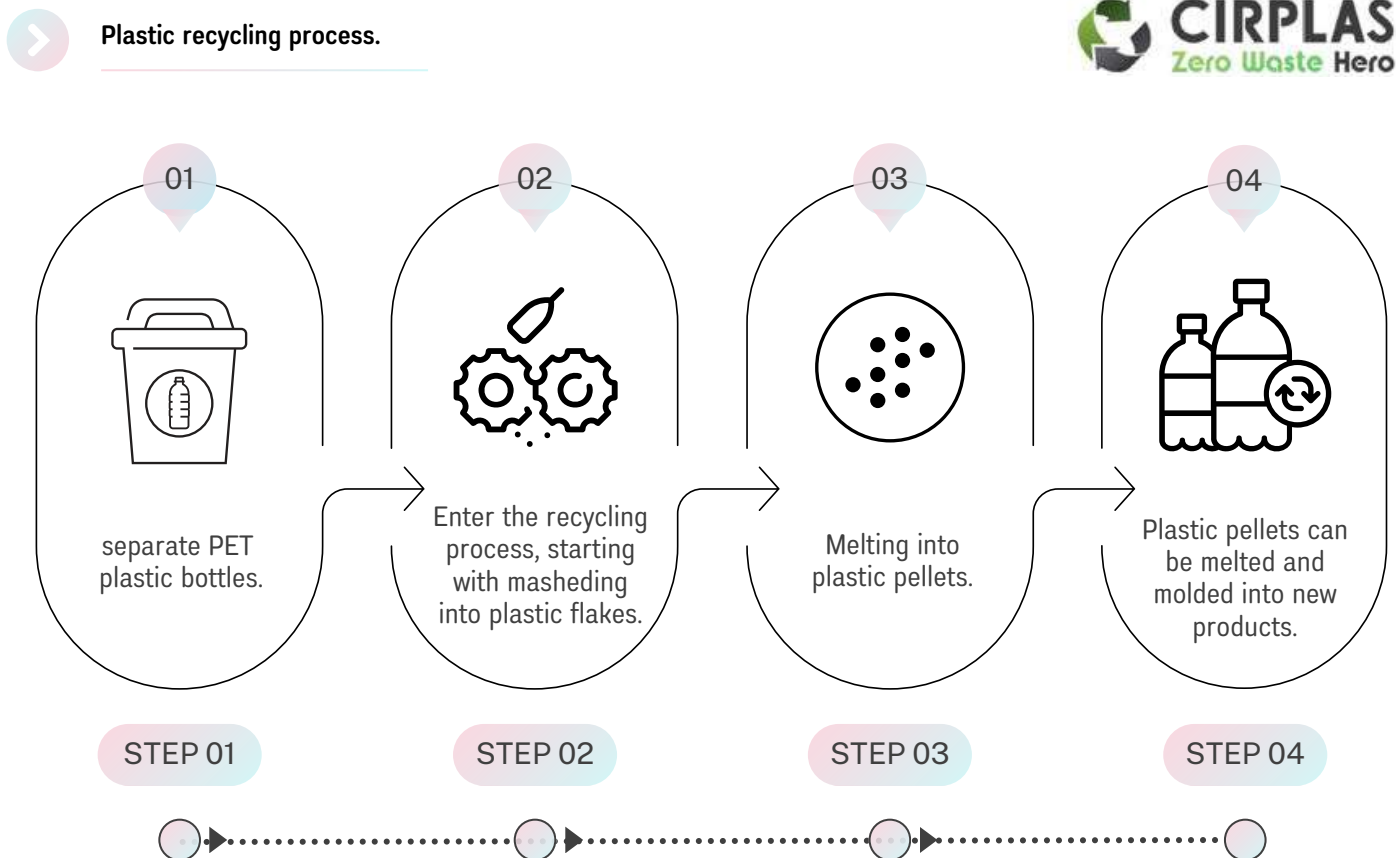 Plastic recycling process.
CIRPLAS
Zero Waste Hero
01
02
03
04
separate PET
plastic bottles.
Enter the recycling
process, starting
with masheding
into plastic flakes.
Melting into
plastic pellets.
Plastic pellets can
be melted and
molded into new
products.
STEP 01
STEP 02
STEP 03
STEP 04